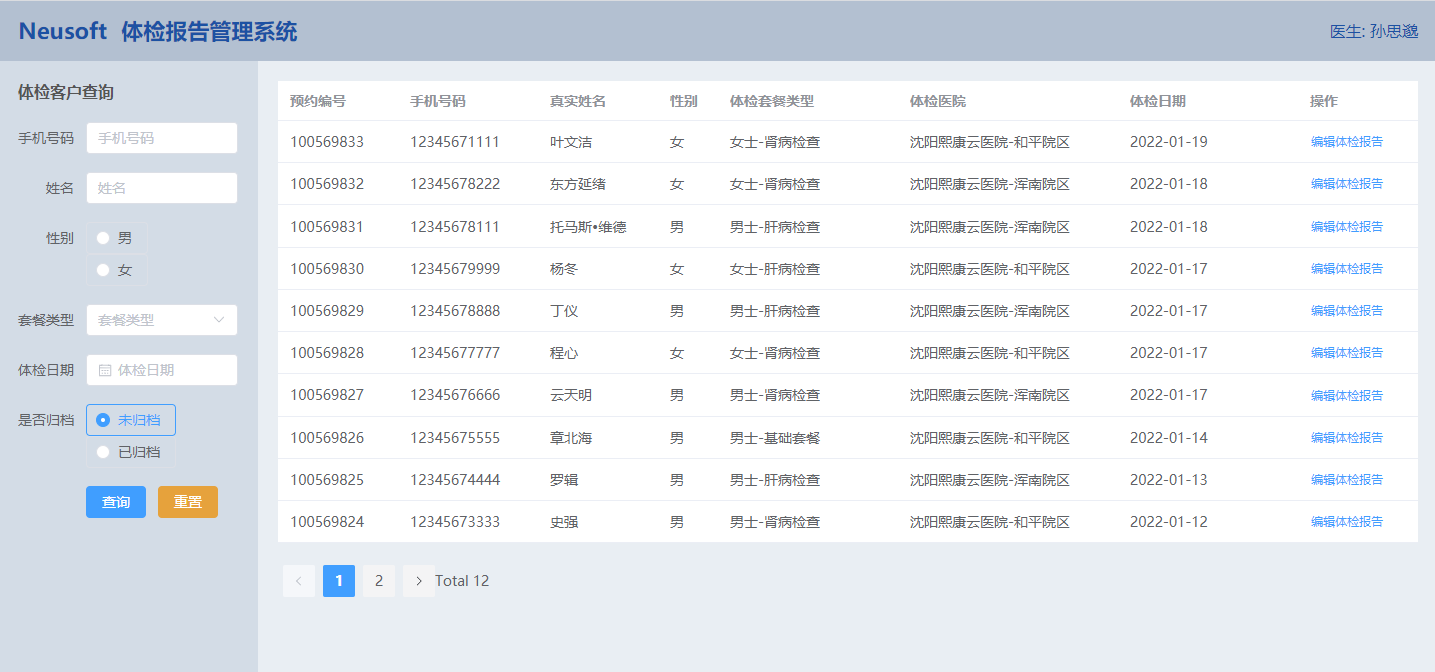 Neusoft 体检报告管理系统
医生: 孙思邈
体检客户查询
手机号码 手机号码
姓名 姓名
性别 男
女
套餐类型 套餐类型
体检日期 体检日期
是否归档 未归档
已归档
查询 重置
预约编号 手机号码 真实姓名 性别 体检套餐类型 体检医院 体检日期 操作
100569833 12345671111 叶文洁 女 女士-肾病检查 沈阳熙康云医院-和平院区 2022-01-19 编辑体检报告
100569832 12345678222 东方延绪 女 女士-肾病检查 沈阳熙康云医院-浑南院区 2022-01-18 编辑体检报告
100569831 12345678111 托马斯•维德 男 男士-肝病检查 沈阳熙康云医院-浑南院区 2022-01-18 编辑体检报告
100569830 12345679999 杨冬 女 女士-肝病检查 沈阳熙康云医院-和平院区 2022-01-17 编辑体检报告
100569829 12345678888 丁仪 男 男士-肝病检查 沈阳熙康云医院-浑南院区 2022-01-17 编辑体检报告
100569828 12345677777 程心 女 女士-肾病检查 沈阳熙康云医院-和平院区 2022-01-17 编辑体检报告
100569827 12345676666 云天明 男 男士-肾病检查 沈阳熙康云医院-浑南院区 2022-01-17 编辑体检报告
100569826 12345675555 章北海 男 男士-基础套餐 沈阳熙康云医院-和平院区 2022-01-14 编辑体检报告
100569825 12345674444 罗辑 男 男士-肝病检查 沈阳熙康云医院-浑南院区 2022-01-13 编辑体检报告
100569824 12345673333 史强 男 男士-肾病检查 沈阳熙康云医院-和平院区 2022-01-12 编辑体检报告
1 2 Total 12